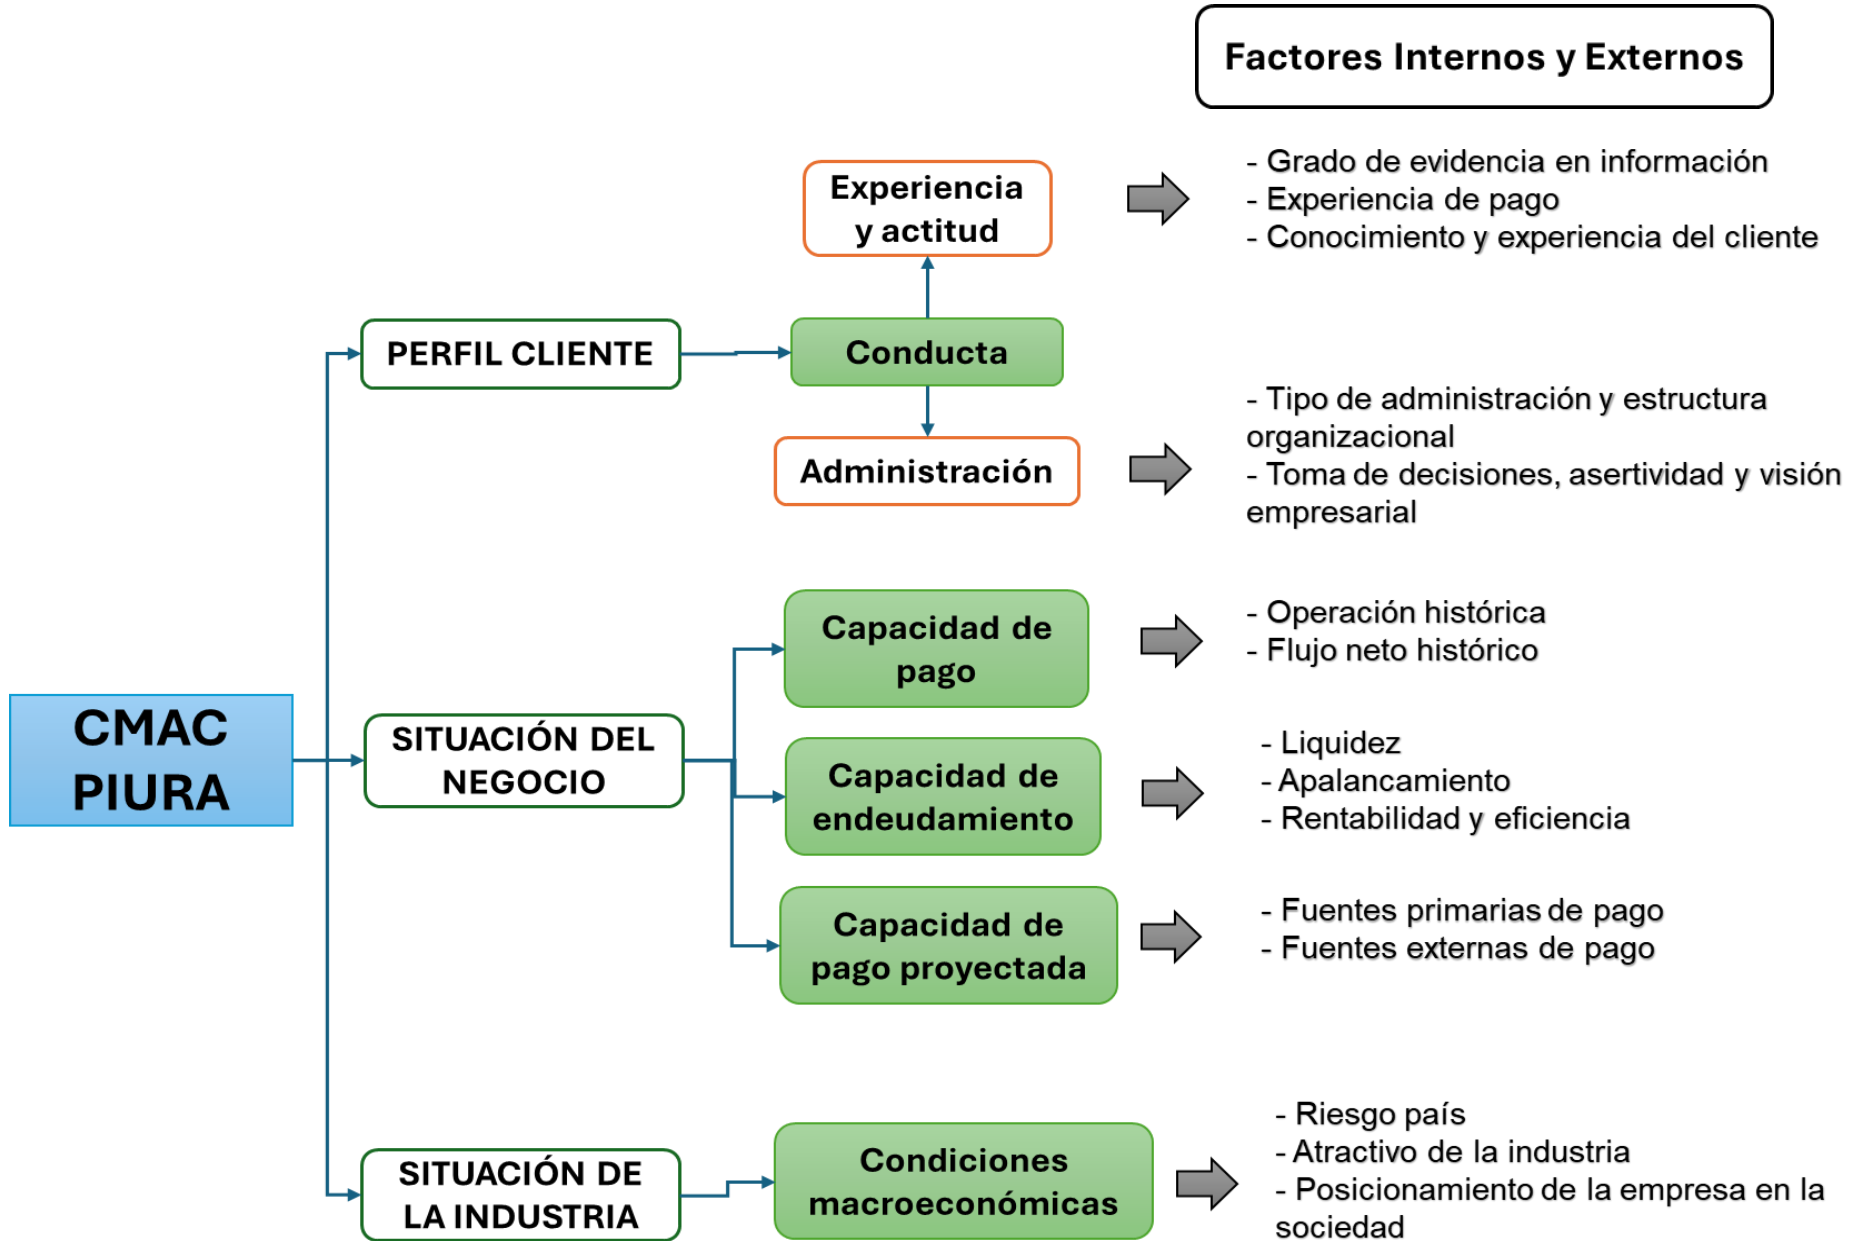 Factores Internos y Externos
Experiencia
y actitud
- Grado de evidencia en información
- Experiencia de pago
- Conocimiento y experiencia del cliente
PERFIL CLIENTE
Conducta
Administración
- Tipo de administración y estructura
organizacional
- Toma de decisiones, asertividad y visión
empresarial
CMAC
PIURA
SITUACIÓN DEL
NEGOCIO
Capacidad de
pago
- Operación histórica
- Flujo neto histórico
Capacidad de
endeudamiento
- Liquidez
- Apalancamiento
- Rentabilidad y eficiencia
Capacidad de
pago proyectada
- Fuentes primarias de pago
- Fuentes externas de pago
SITUACIÓN DE
LA INDUSTRIA
Condiciones
macroeconómicas
- Riesgo país
- Atractivo de la industria
- Posicionamiento de la empresa en la
sociedad